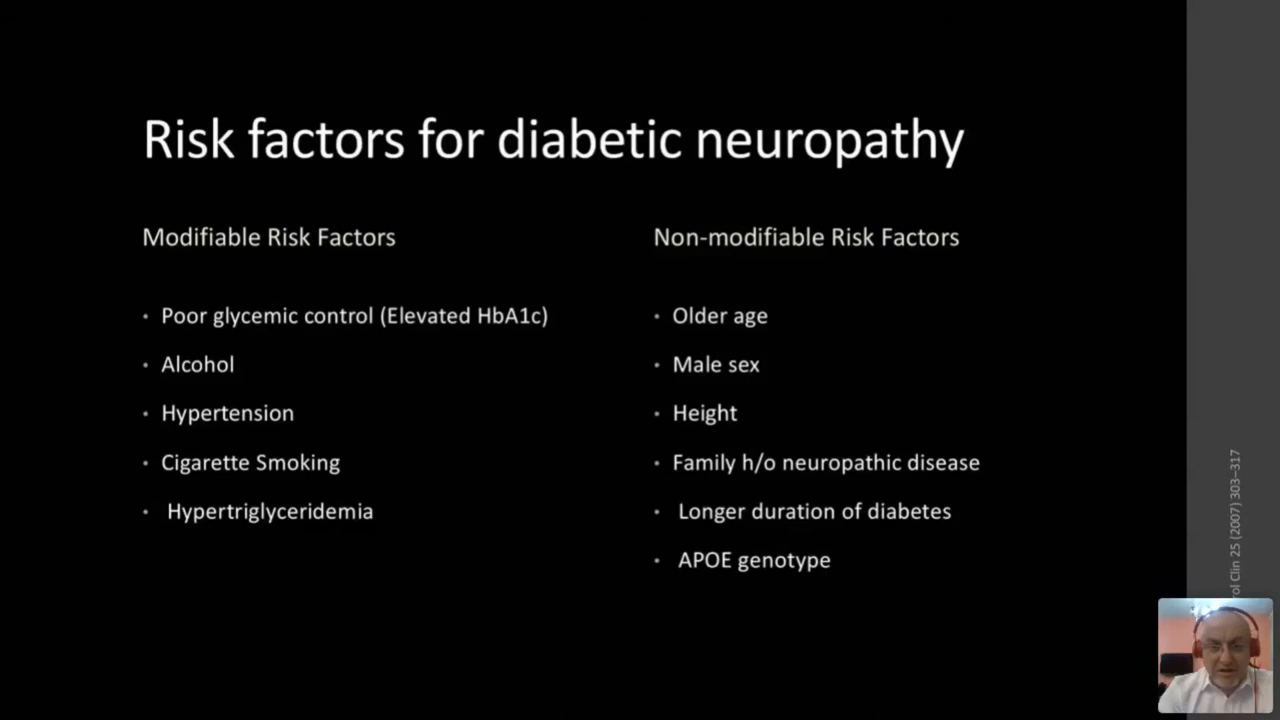 Risk factors for diabetic neuropathy
Modifiable Risk Factors
• Poor glycemic control (Elevated HbA1c)
• Alcohol
• Hypertension
• Cigarette Smoking
• Hypertriglyceridemia
Non-modifiable Risk Factors
• Older age
• Male sex
• Height
• Family h/o neuropathic disease
• Longer duration of diabetes
• APOE genotype
Clin 25 (2007) 303–317